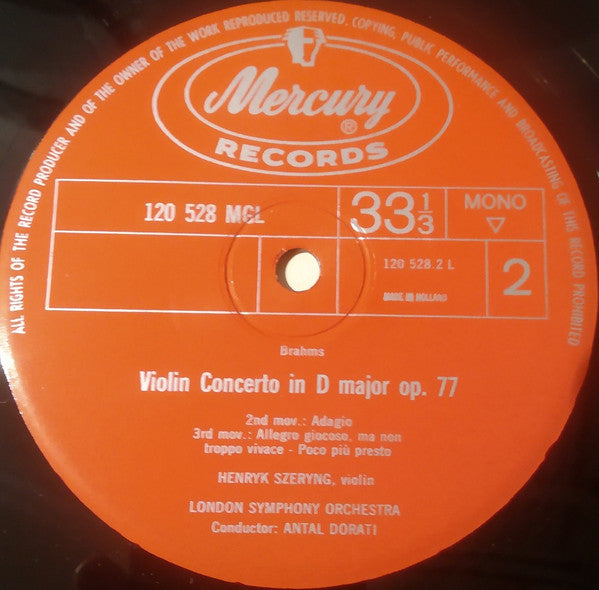 ALL RIGHTS OF THE RECORD PRODUCER AND OF THE OWNER OF THE WORK REPRODUCED RESERVED. COPYING, PUBLIC PERFORMANCE AND BROADCASTING OF THIS RECORD PROHIBITED
Mercury ®
RECORDS
120 528 MGL
33 1/3
MONO
120 528.2 L
MADE IN HOLLAND
2
Brahms
Violin Concerto in D major op. 77
2nd mov.: Adagio
3rd mov.: Allegro giocoso, ma non
troppo vivace - Poco più presto
HENRYK SZERYNG, violin
LONDON SYMPHONY ORCHESTRA
Conductor: ANTAL DORATI